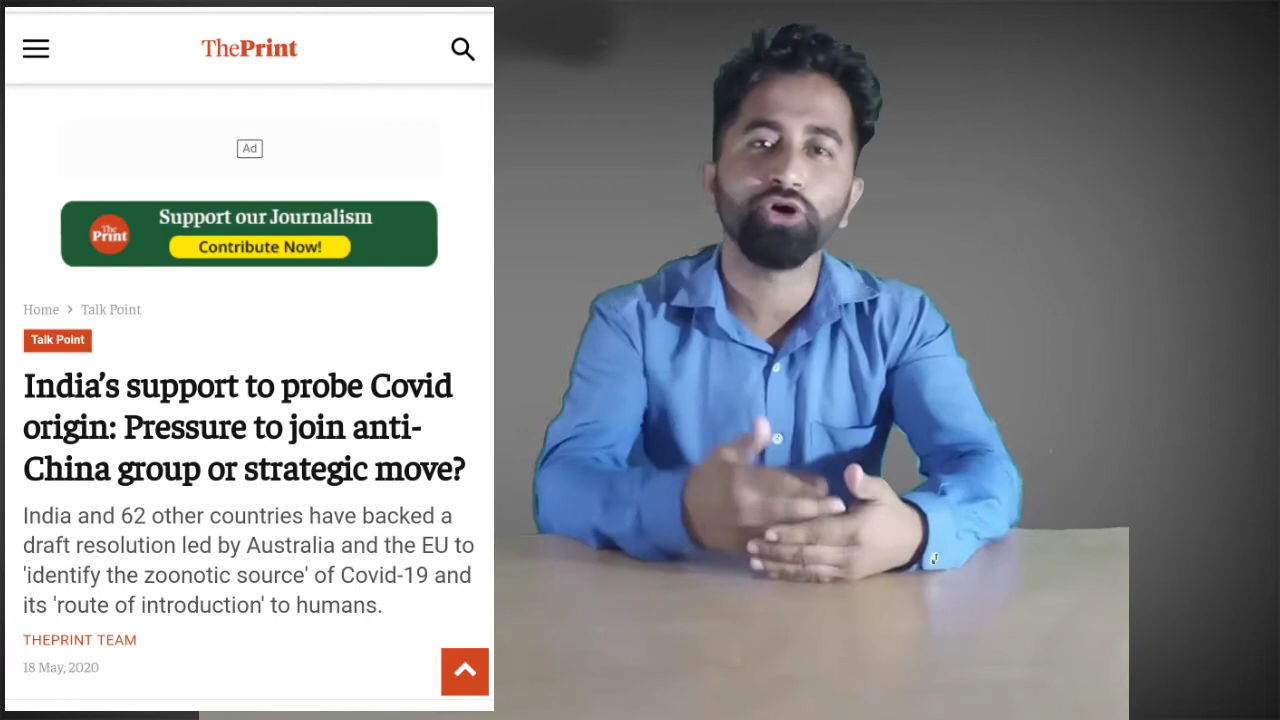 ThePrint
Ad
Support our Journalism
The
Print
Contribute Now!
Home > Talk Point
Talk Point
India’s support to probe Covid
origin: Pressure to join anti-
China group or strategic move?
India and 62 other countries have backed a
draft resolution led by Australia and the EU to
'identify the zoonotic source' of Covid-19 and
its 'route of introduction' to humans.
THEPRINT TEAM
18 May, 2020